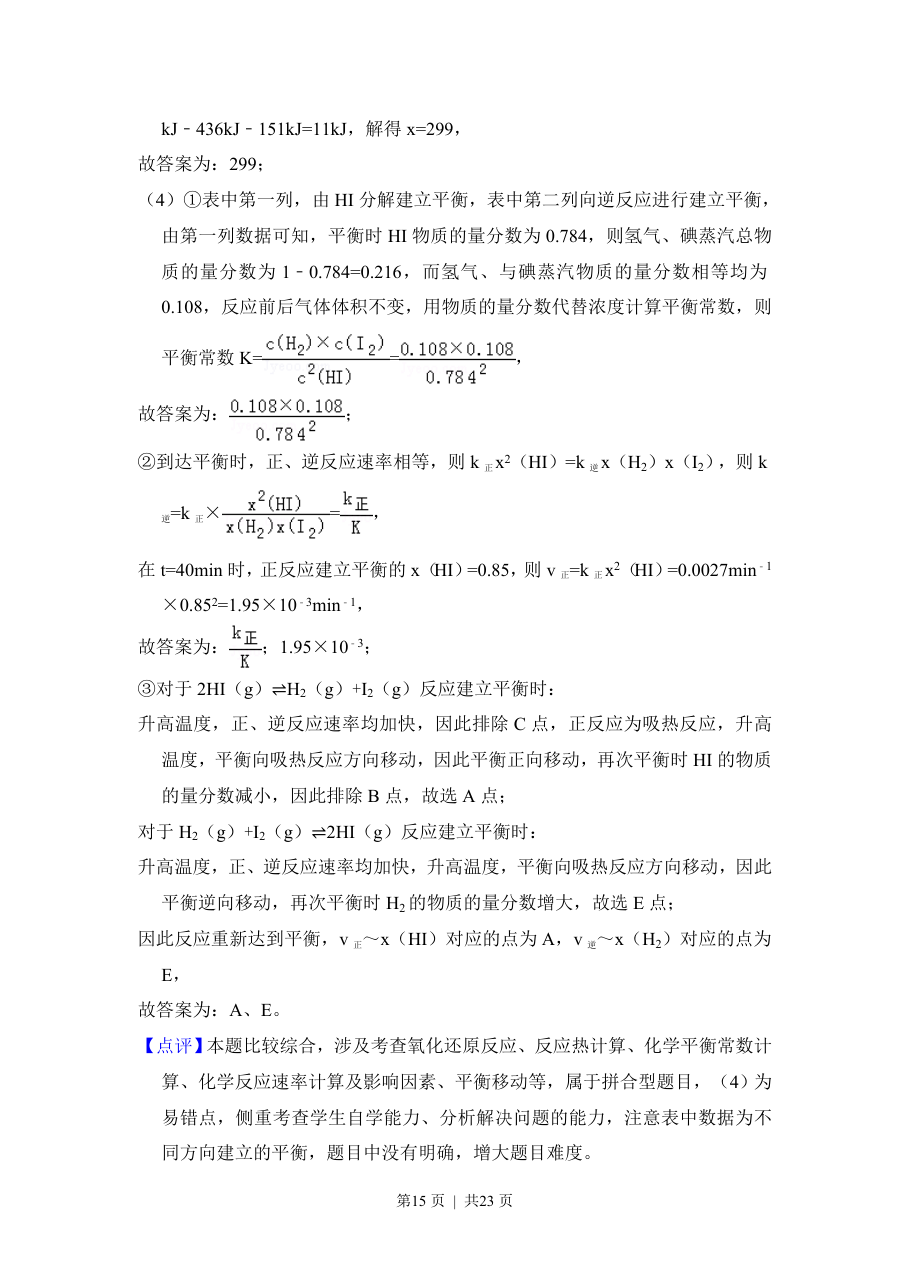 kJ﹣436kJ﹣151kJ=11kJ，解得 x=299，
故答案为：299；
（4）①表中第一列，由 HI 分解建立平衡，表中第二列向逆反应进行建立平衡，
由第一列数据可知，平衡时 HI 物质的量分数为 0.784，则氢气、碘蒸汽总物
质的量分数为 1﹣0.784=0.216，而氢气、与碘蒸汽物质的量分数相等均为
0.108，反应前后气体体积不变，用物质的量分数代替浓度计算平衡常数，则
平衡常数 K=c(H₂)×c(I₂)/c²(HI)=0.108×0.108/0.784²，
故答案为：0.108×0.108/0.784²；
②到达平衡时，正、逆反应速率相等，则 k 正 x²（HI）=k 逆 x（H₂）x（I₂），则 k
逆=k 正×x²(HI)/x(H₂)x(I₂)=k正/K，
在 t=40min 时，正反应建立平衡的 x（HI）=0.85，则 v 正=k 正 x²（HI）=0.0027min﹣¹
×0.85²=1.95×10﹣³min﹣¹，
故答案为：k正/K；1.95×10﹣³；
③对于 2HI（g）⇌H₂（g）+I₂（g）反应建立平衡时：
升高温度，正、逆反应速率均加快，因此排除 C 点，正反应为吸热反应，升高
温度，平衡向吸热反应方向移动，因此平衡正向移动，再次平衡时 HI 的物质
的量分数减小，因此排除 B 点，故选 A 点；
对于 H₂（g）+I₂（g）⇌2HI（g）反应建立平衡时：
升高温度，正、逆反应速率均加快，升高温度，平衡向吸热反应方向移动，因此
平衡逆向移动，再次平衡时 H₂ 的物质的量分数增大，故选 E 点；
因此反应重新达到平衡，v 正～x（HI）对应的点为 A，v 逆～x（H₂）对应的点为
E，
故答案为：A、E。
【点评】本题比较综合，涉及考查氧化还原反应、反应热计算、化学平衡常数计
算、化学反应速率计算及影响因素、平衡移动等，属于拼合型题目，（4）为
易错点，侧重考查学生自学能力、分析解决问题的能力，注意表中数据为不
同方向建立的平衡，题目中没有明确，增大题目难度。
第15 页 | 共23 页